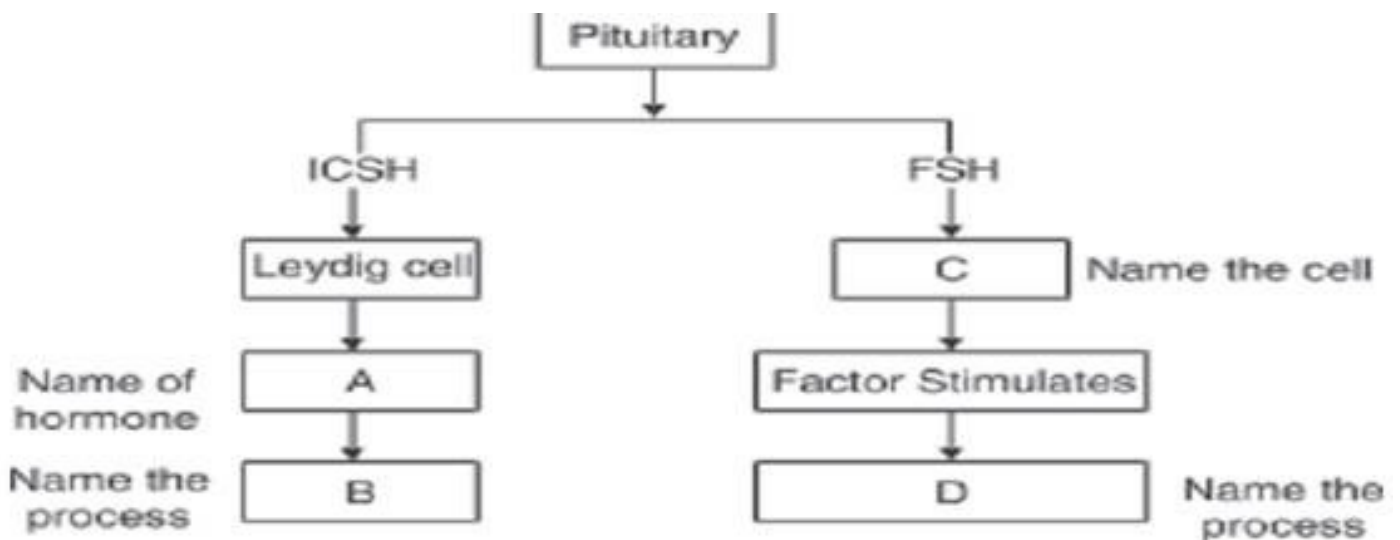 Pituitary
ICSH
FSH
Leydig cell
C
Name the cell
Name of
hormone
A
Factor Stimulates
Name the
process
B
D
Name the
process